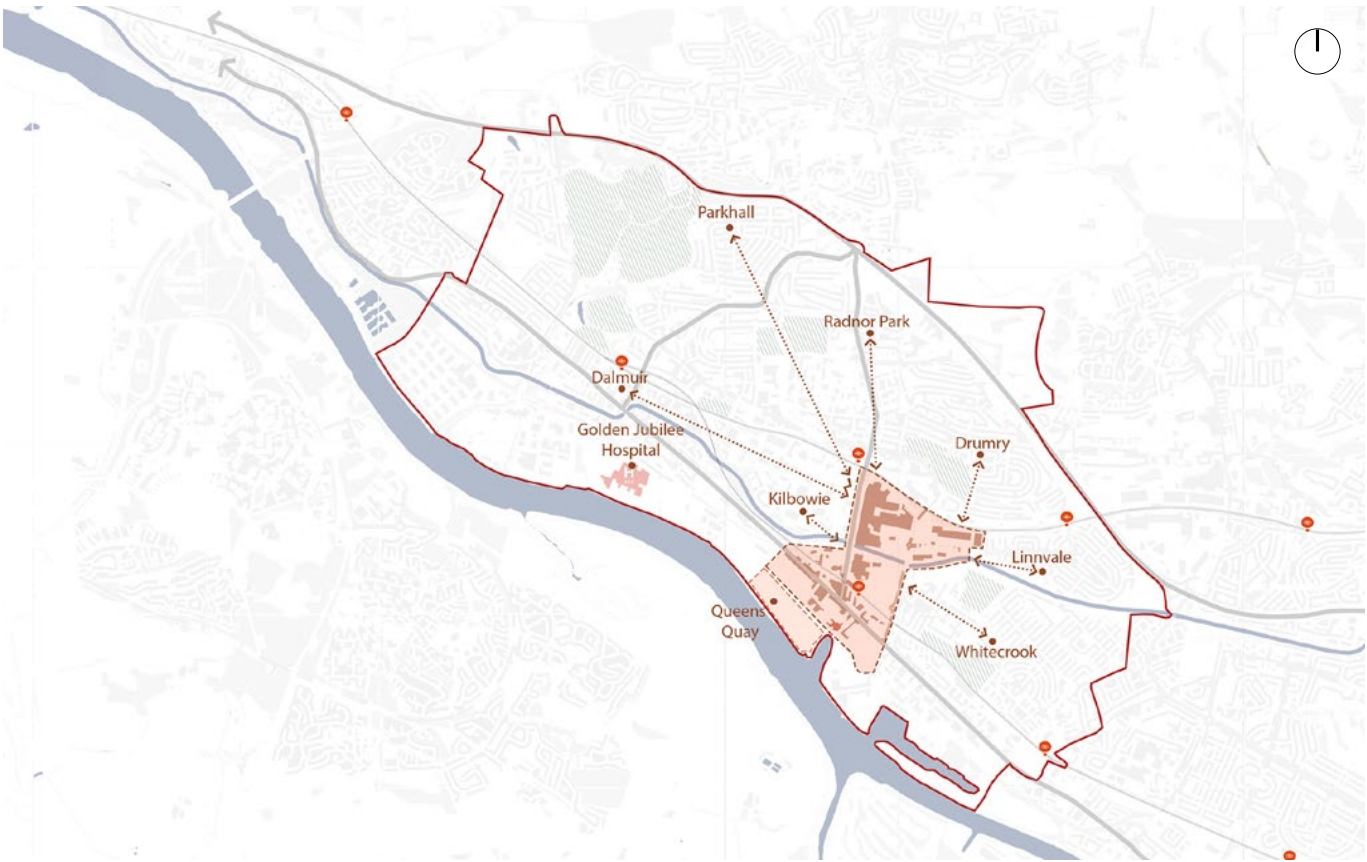 Parkhall
Radnor Park
Dalmuir
Golden Jubilee
Hospital
Drumry
Kilbowie
Linnvale
Queens
Quay
Whitecrook